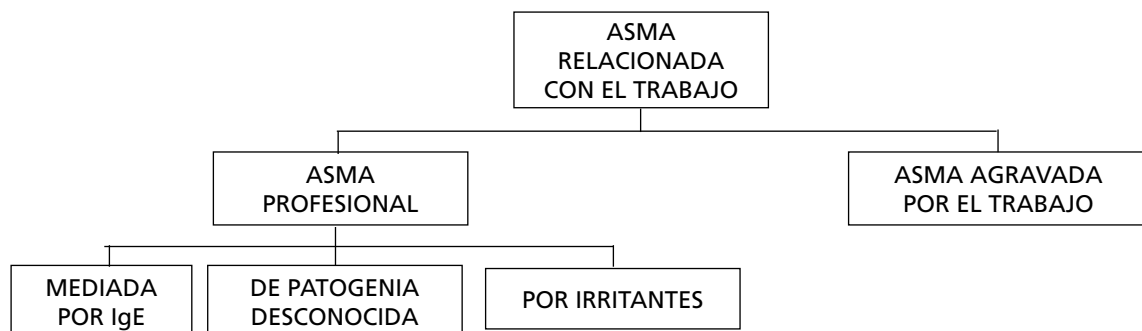 ASMA
RELACIONADA
CON EL TRABAJO
ASMA
PROFESIONAL
ASMA AGRAVADA
POR EL TRABAJO
MEDIADA
POR IgE
DE PATOGENIA
DESCONOCIDA
POR IRRITANTES